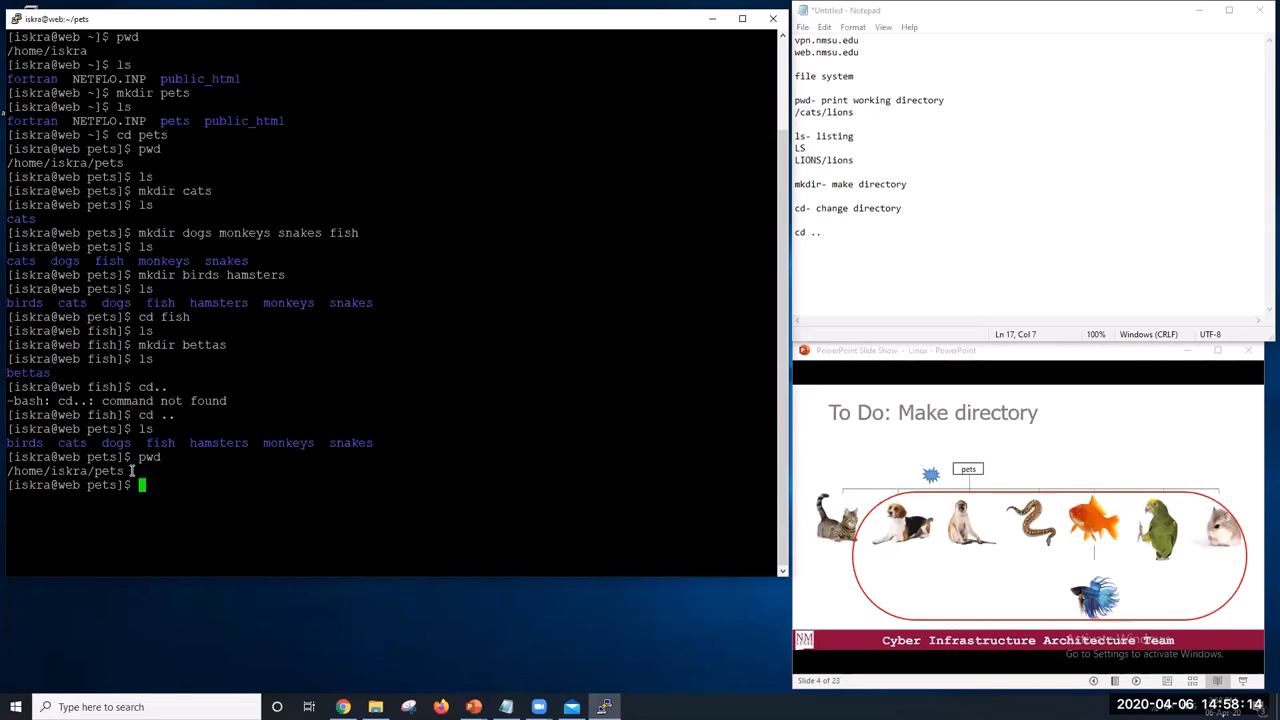 iskra@web:~/pets
[iskra@web ~]$ pwd
/home/iskra
[iskra@web ~]$ ls
fortran  NETFLO.INP  public_html
[iskra@web ~]$ mkdir pets
[iskra@web ~]$ ls
fortran  NETFLO.INP  pets  public_html
[iskra@web ~]$ cd pets
[iskra@web pets]$ pwd
/home/iskra/pets
[iskra@web pets]$ ls
[iskra@web pets]$ mkdir cats
[iskra@web pets]$ ls
cats
[iskra@web pets]$ mkdir dogs monkeys snakes fish
[iskra@web pets]$ ls
cats  dogs  fish  monkeys  snakes
[iskra@web pets]$ mkdir birds hamsters
[iskra@web pets]$ ls
birds  cats  dogs  fish  hamsters  monkeys  snakes
[iskra@web pets]$ cd fish
[iskra@web fish]$ ls
[iskra@web fish]$ mkdir bettas
[iskra@web fish]$ ls
bettas
[iskra@web fish]$ cd..
-bash: cd..: command not found
[iskra@web fish]$ cd ..
[iskra@web pets]$ ls
birds  cats  dogs  fish  hamsters  monkeys  snakes
[iskra@web pets]$ pwd
/home/iskra/pets
[iskra@web pets]$
*Untitled - Notepad
File Edit Format View Help
vpn.nmsu.edu
web.nmsu.edu
file system
pwd- print working directory
/cats/lions
ls- listing
LS
LIONS/lions
mkdir- make directory
cd- change directory
cd ..
Ln 17, Col 7 100% Windows (CRLF) UTF-8
PowerPoint Slide Show - Linux - PowerPoint
To Do: Make directory
pets
NM
Cyber Infrastructure Architecture Team
Activate Windows
Go to Settings to activate Windows.
Slide 4 of 23
Type here to search
2020-04-06 14:58:14